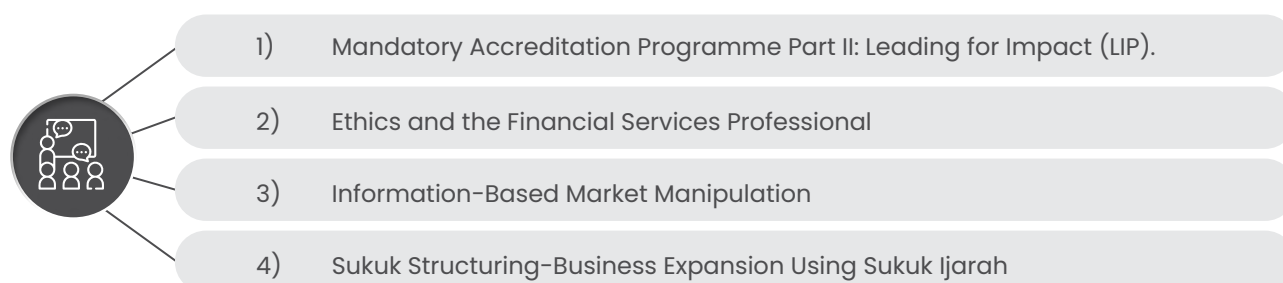 1) Mandatory Accreditation Programme Part II: Leading for Impact (LIP).
2) Ethics and the Financial Services Professional
3) Information-Based Market Manipulation
4) Sukuk Structuring-Business Expansion Using Sukuk Ijarah